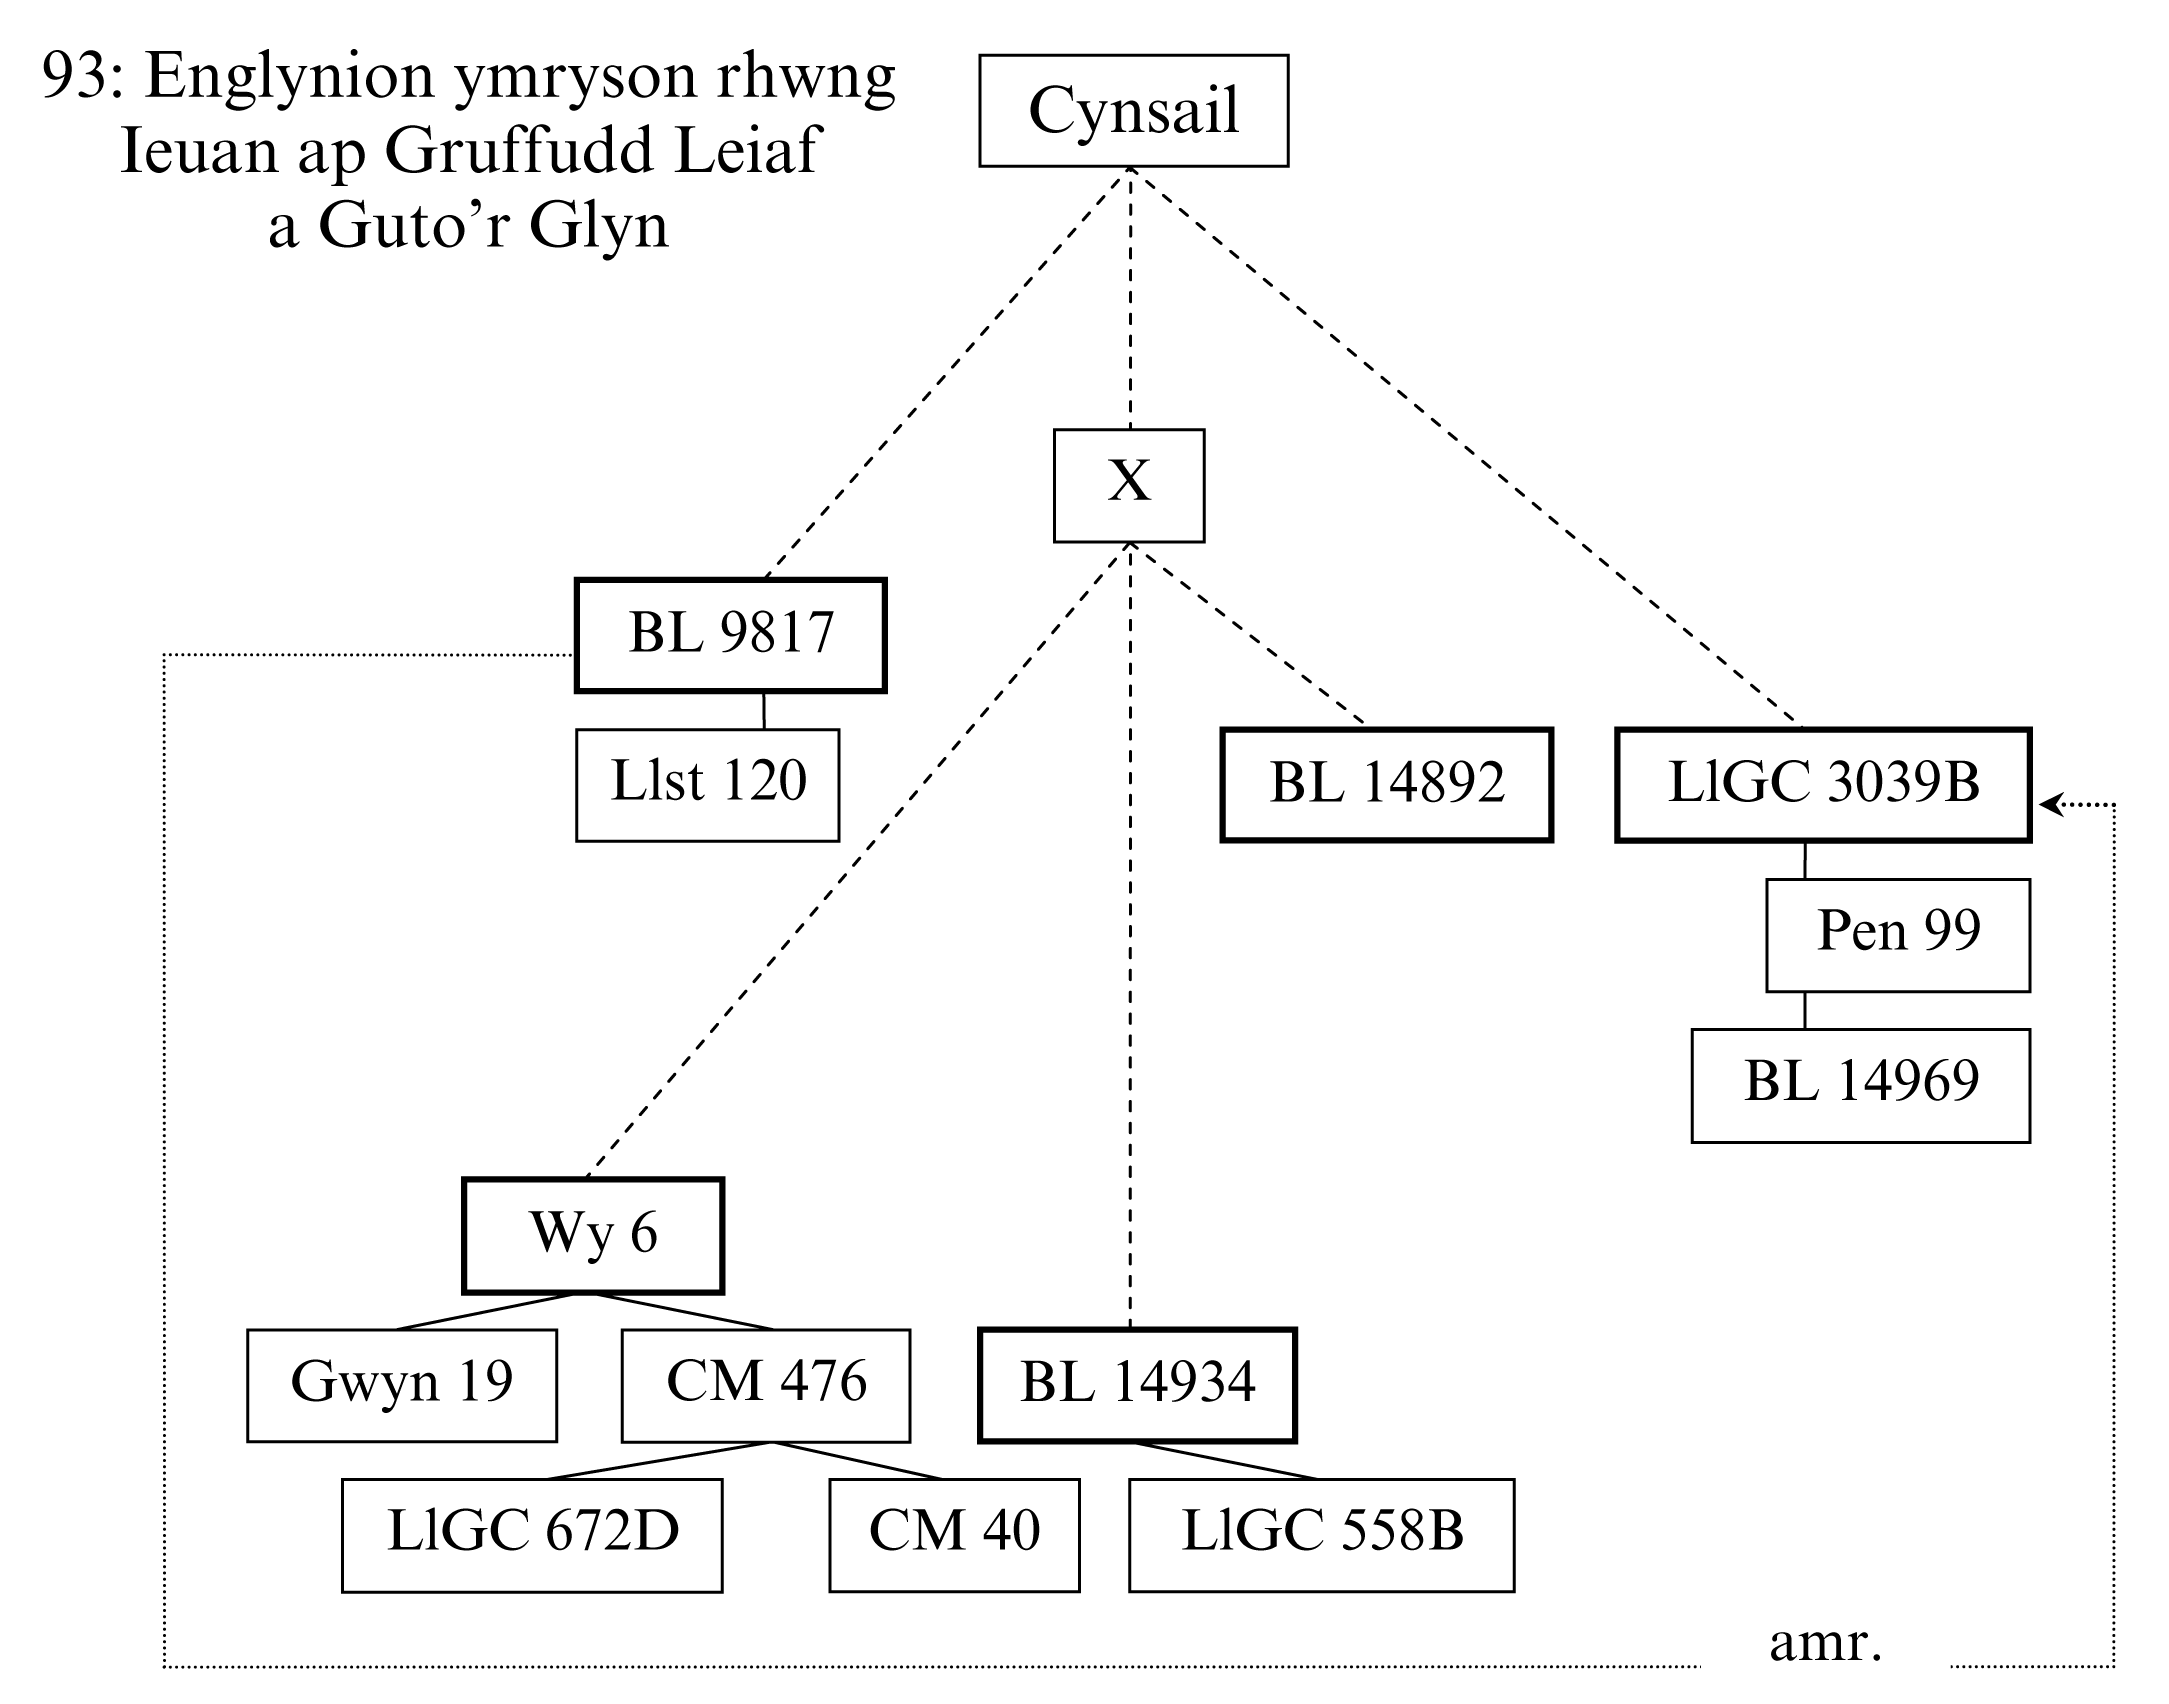 93: Englynion ymryson rhwng
Ieuan ap Gruffudd Leiaf
a Guto’r Glyn
Cynsail
X
BL 9817
Llst 120
BL 14892
LlGC 3039B
Pen 99
BL 14969
Wy 6
Gwyn 19
CM 476
BL 14934
LlGC 672D
CM 40
LlGC 558B
amr.